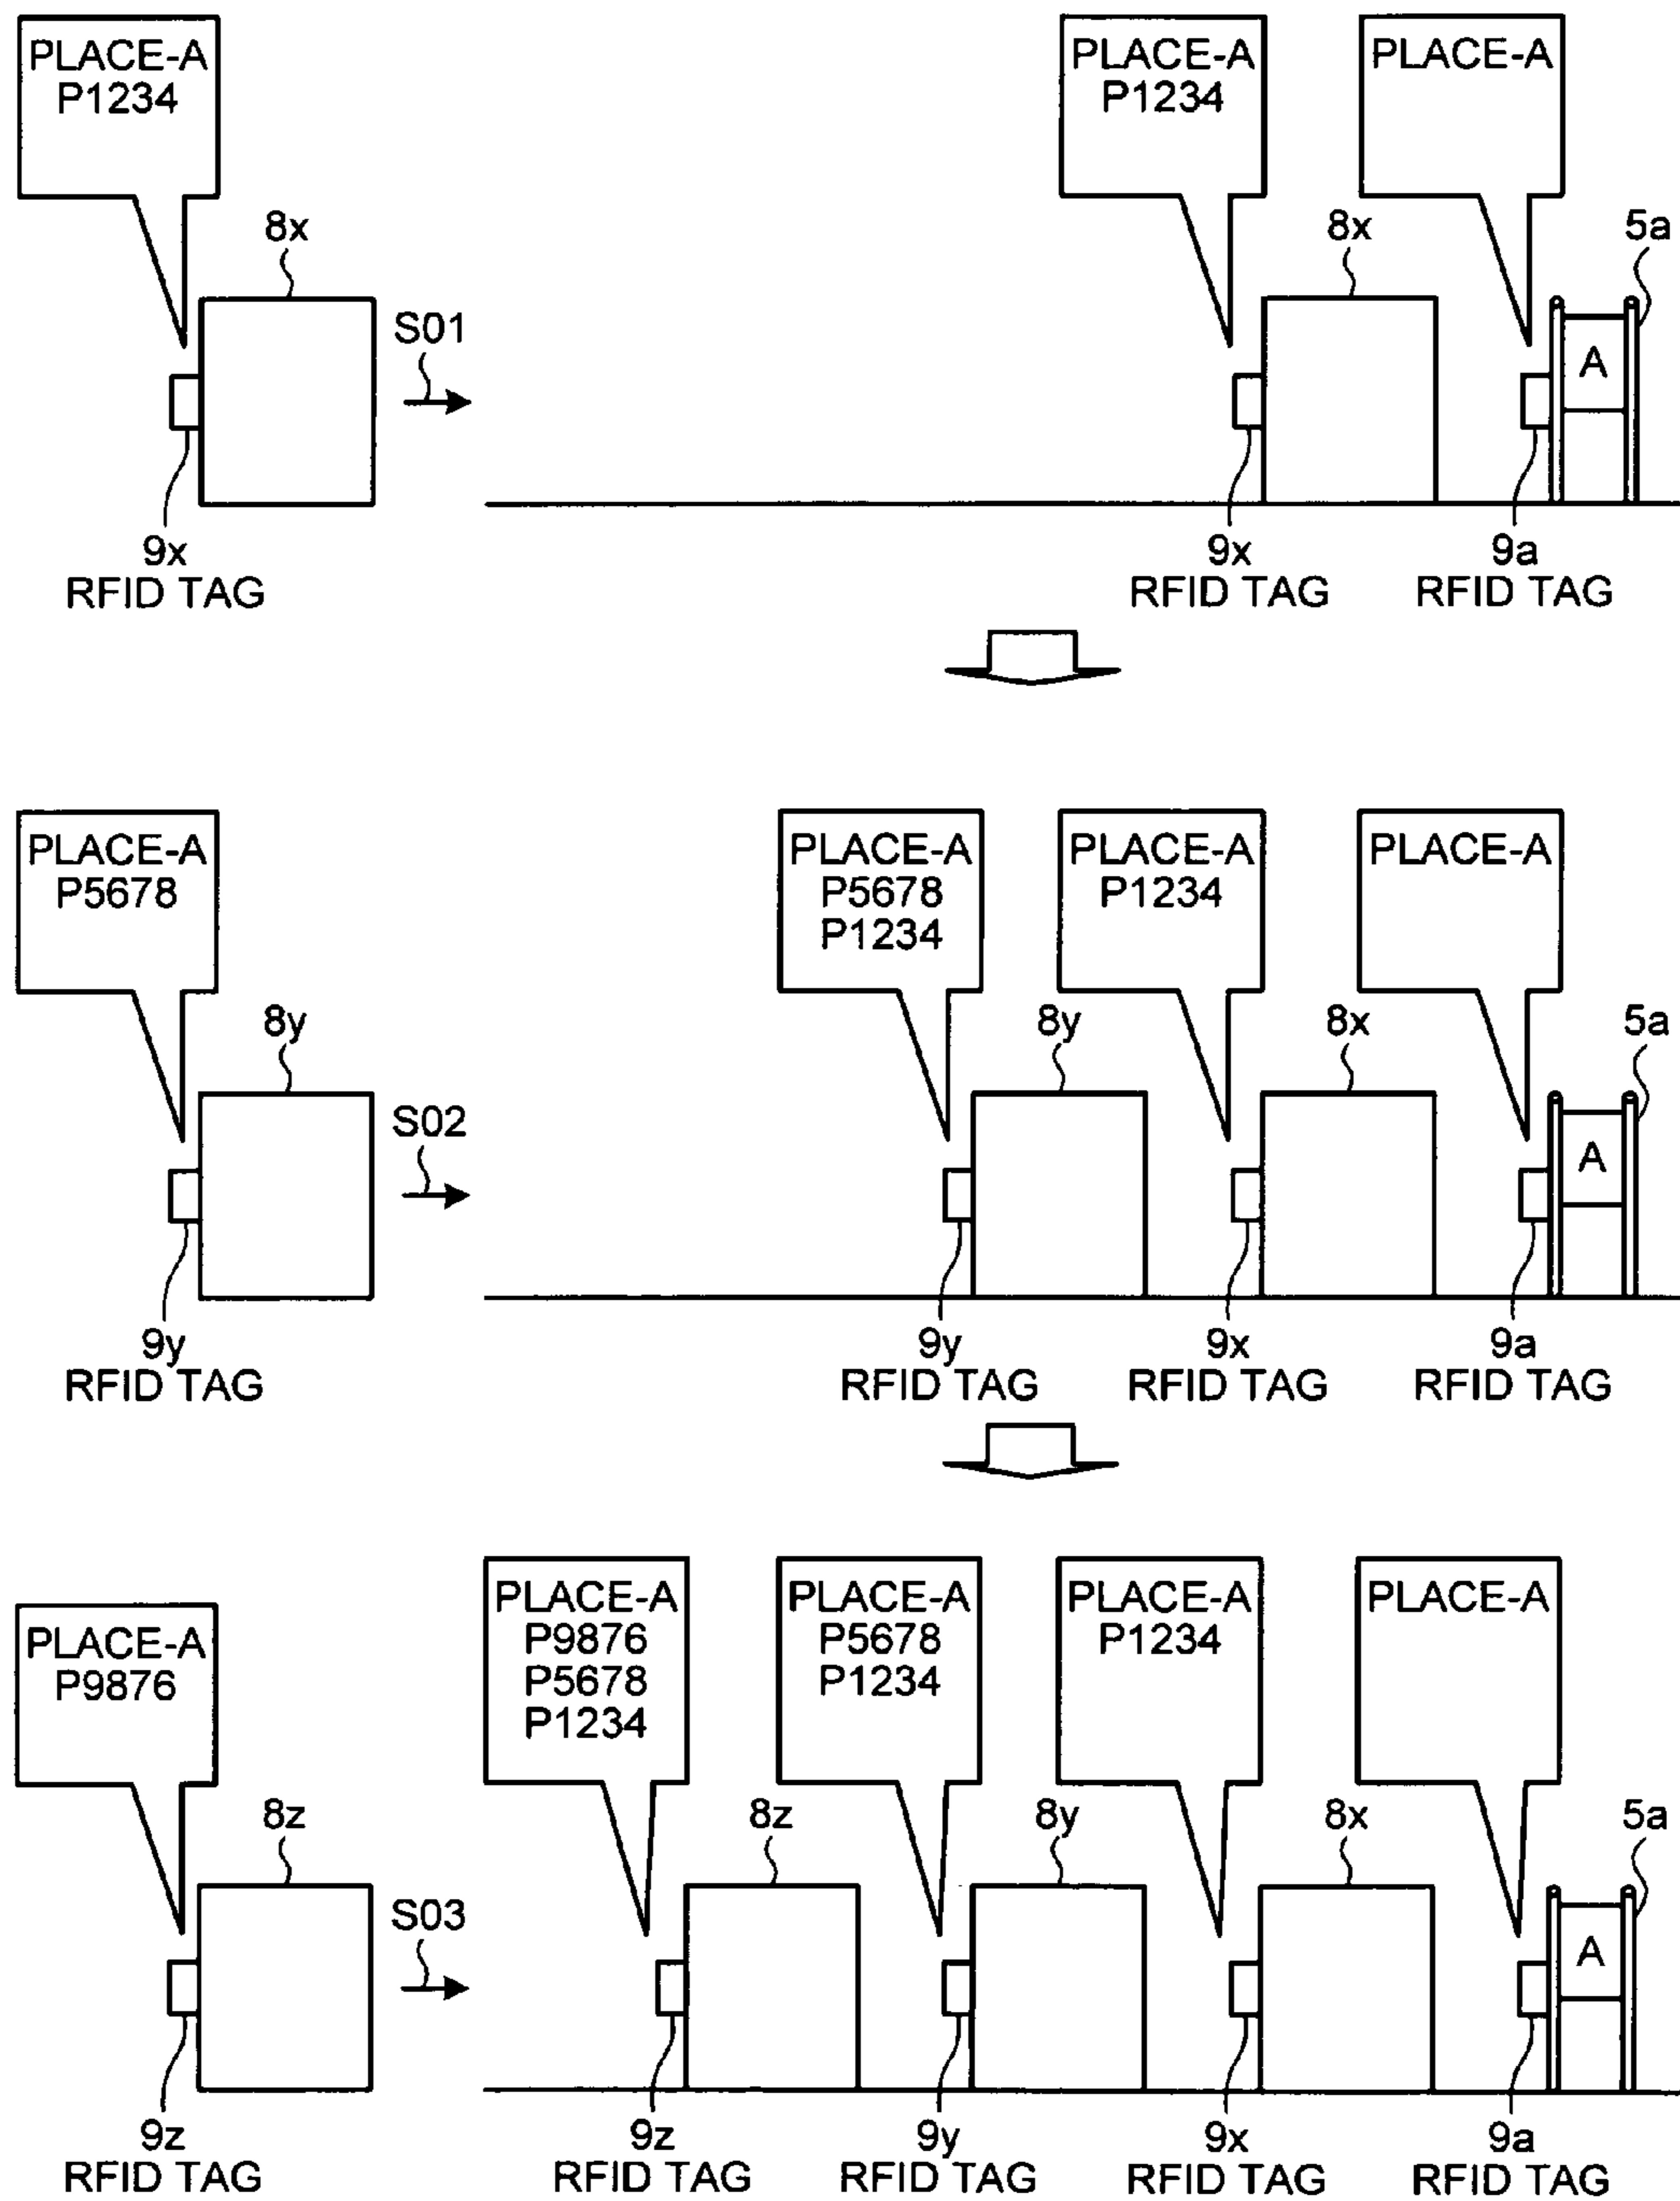 PLACE-A
P1234
PLACE-A
P1234
PLACE-A
8x
8x
5a
S01
A
9x
RFID TAG
9x
RFID TAG
9a
RFID TAG
PLACE-A
P5678
PLACE-A
P5678
P1234
PLACE-A
P1234
PLACE-A
8y
8y
8x
5a
S02
A
9y
RFID TAG
9y
RFID TAG
9x
RFID TAG
9a
RFID TAG
PLACE-A
P9876
PLACE-A
P9876
P5678
P1234
PLACE-A
P5678
P1234
PLACE-A
P1234
PLACE-A
8z
8z
8y
8x
5a
S03
A
9z
RFID TAG
9z
RFID TAG
9y
RFID TAG
9x
RFID TAG
9a
RFID TAG